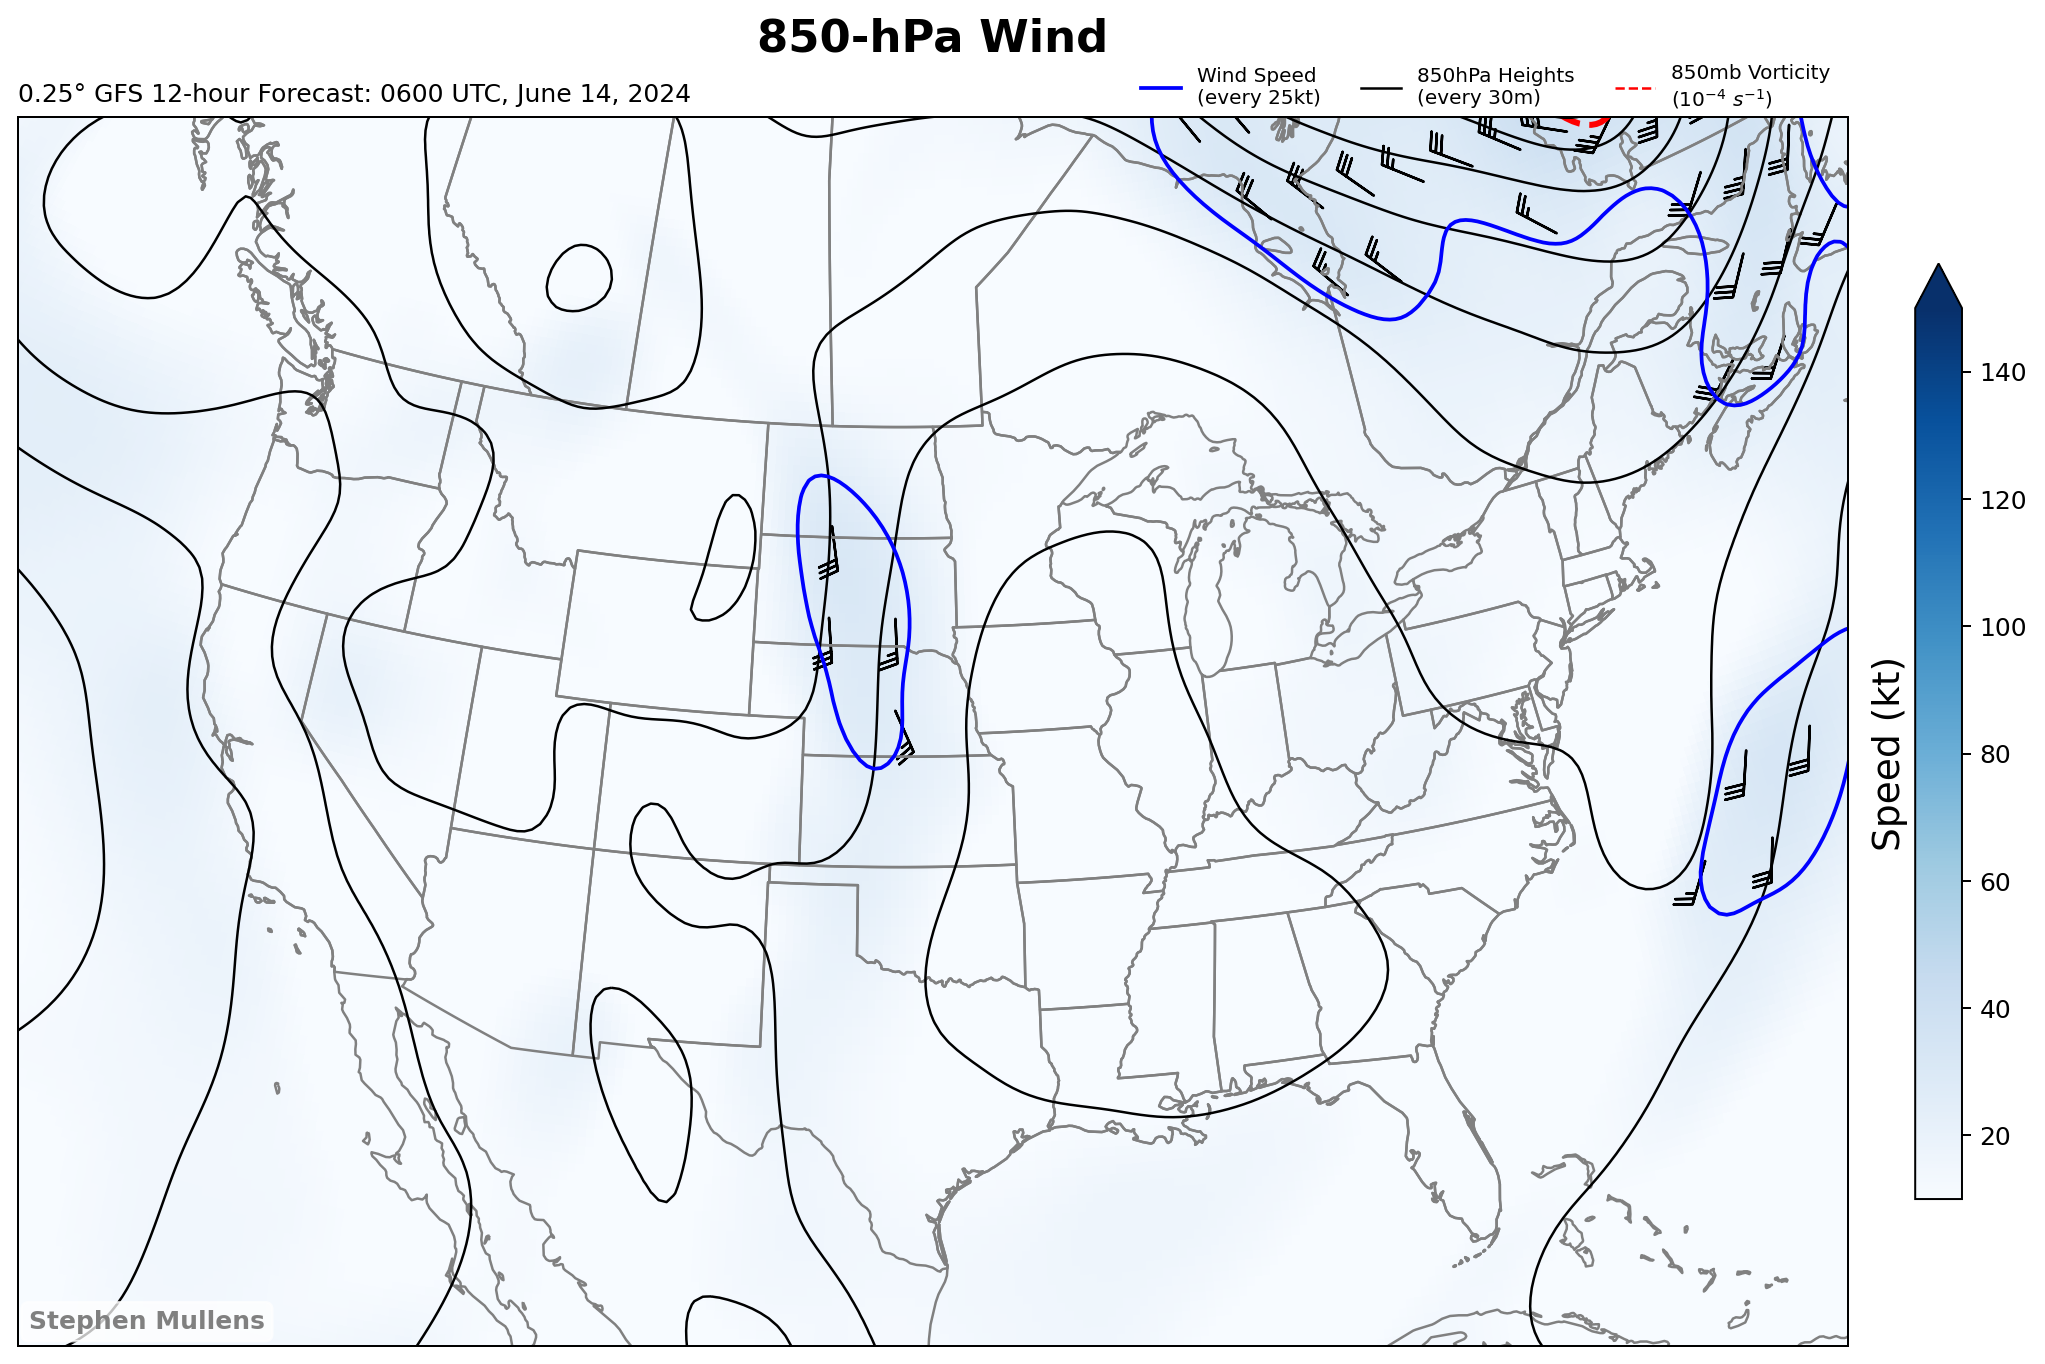 850-hPa Wind
0.25° GFS 12-hour Forecast: 0600 UTC, June 14, 2024
Wind Speed
(every 25kt)
850hPa Heights
(every 30m)
850mb Vorticity
(10⁻⁴ s⁻¹)
140
120
100
80
60
40
20
Speed (kt)
Stephen Mullens